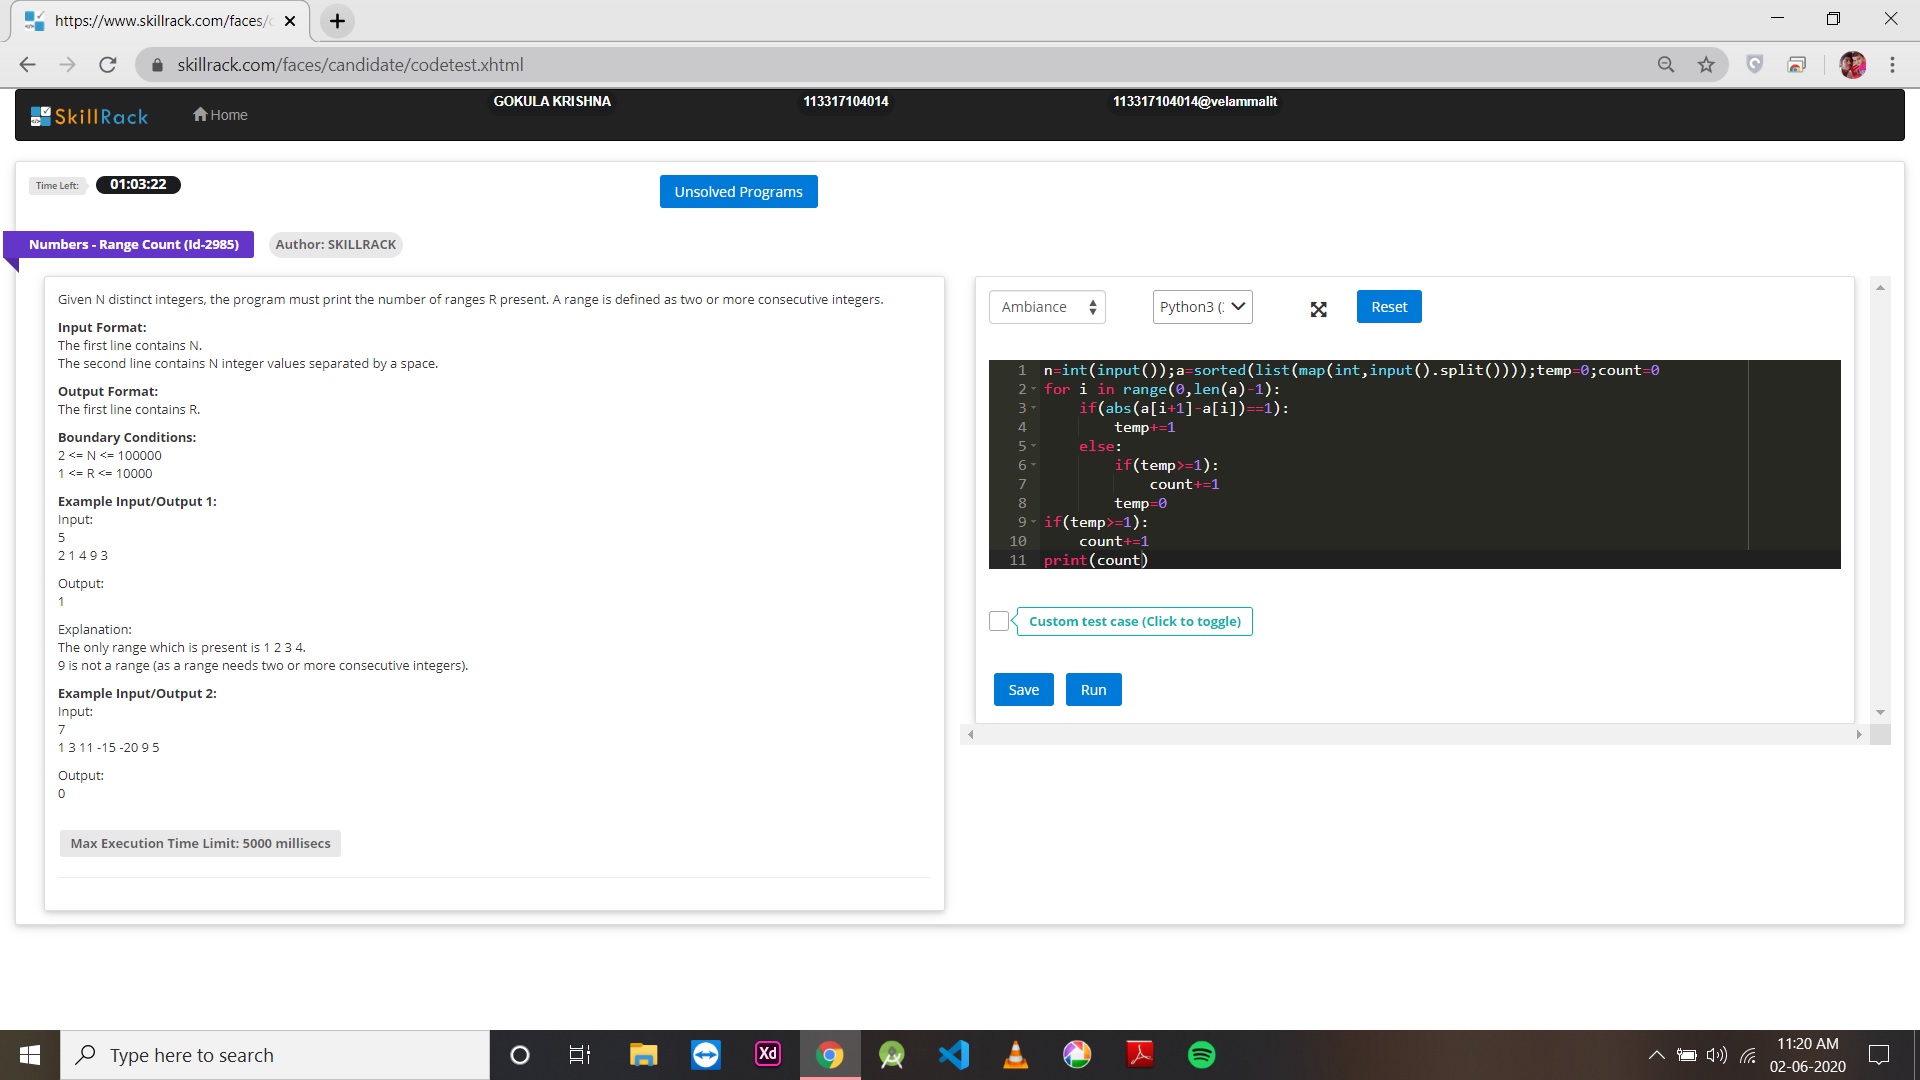 https://www.skillrack.com/faces/c
skillrack.com/faces/candidate/codetest.xhtml
SkillRack
Home
GOKULA KRISHNA
113317104014
113317104014@velammalit
Time Left:
01:03:22
Unsolved Programs
Numbers - Range Count (Id-2985)
Author: SKILLRACK
Given N distinct integers, the program must print the number of ranges R present. A range is defined as two or more consecutive integers.
Input Format:
The first line contains N.
The second line contains N integer values separated by a space.
Output Format:
The first line contains R.
Boundary Conditions:
2 <= N <= 100000
1 <= R <= 10000
Example Input/Output 1:
Input:
5
2 1 4 9 3
Output:
1
Explanation:
The only range which is present is 1 2 3 4.
9 is not a range (as a range needs two or more consecutive integers).
Example Input/Output 2:
Input:
7
1 3 11 -15 -20 9 5
Output:
0
Max Execution Time Limit: 5000 millisecs
Ambiance
Python3 (
Reset
1 n=int(input());a=sorted(list(map(int,input().split())));temp=0;count=0
2 for i in range(0,len(a)-1):
3     if(abs(a[i+1]-a[i])==1):
4         temp+=1
5     else:
6         if(temp>=1):
7             count+=1
8         temp=0
9 if(temp>=1):
10     count+=1
11 print(count)
Custom test case (Click to toggle)
Save
Run
Type here to search
Xd
11:20 AM
02-06-2020